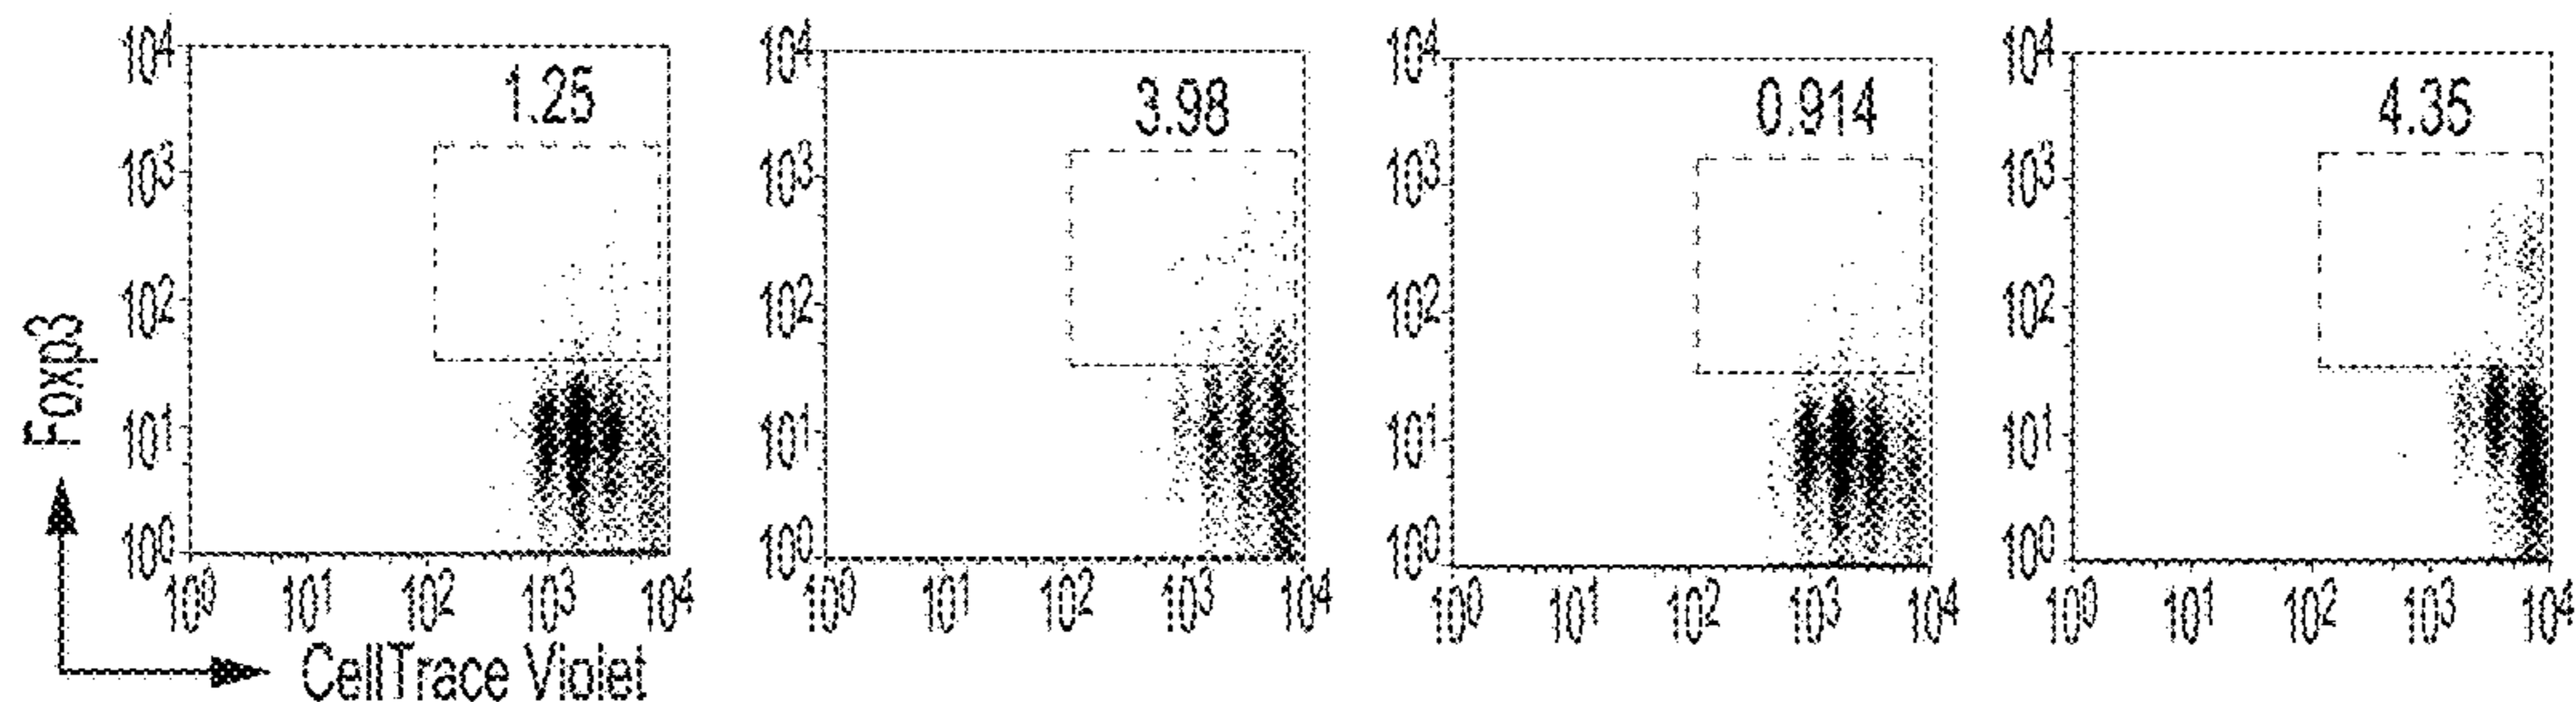 1.25 3.98 0.914 4.35
10⁴ 10⁴ 10⁴ 10⁴
10³ 10³ 10³ 10³
10² 10² 10² 10²
10¹ 10¹ 10¹ 10¹
10⁰ 10⁰ 10⁰ 10⁰
Foxp3
10⁰ 10¹ 10² 10³ 10⁴ 10⁰ 10¹ 10² 10³ 10⁴ 10⁰ 10¹ 10² 10³ 10⁴ 10⁰ 10¹ 10² 10³ 10⁴
CellTrace Violet